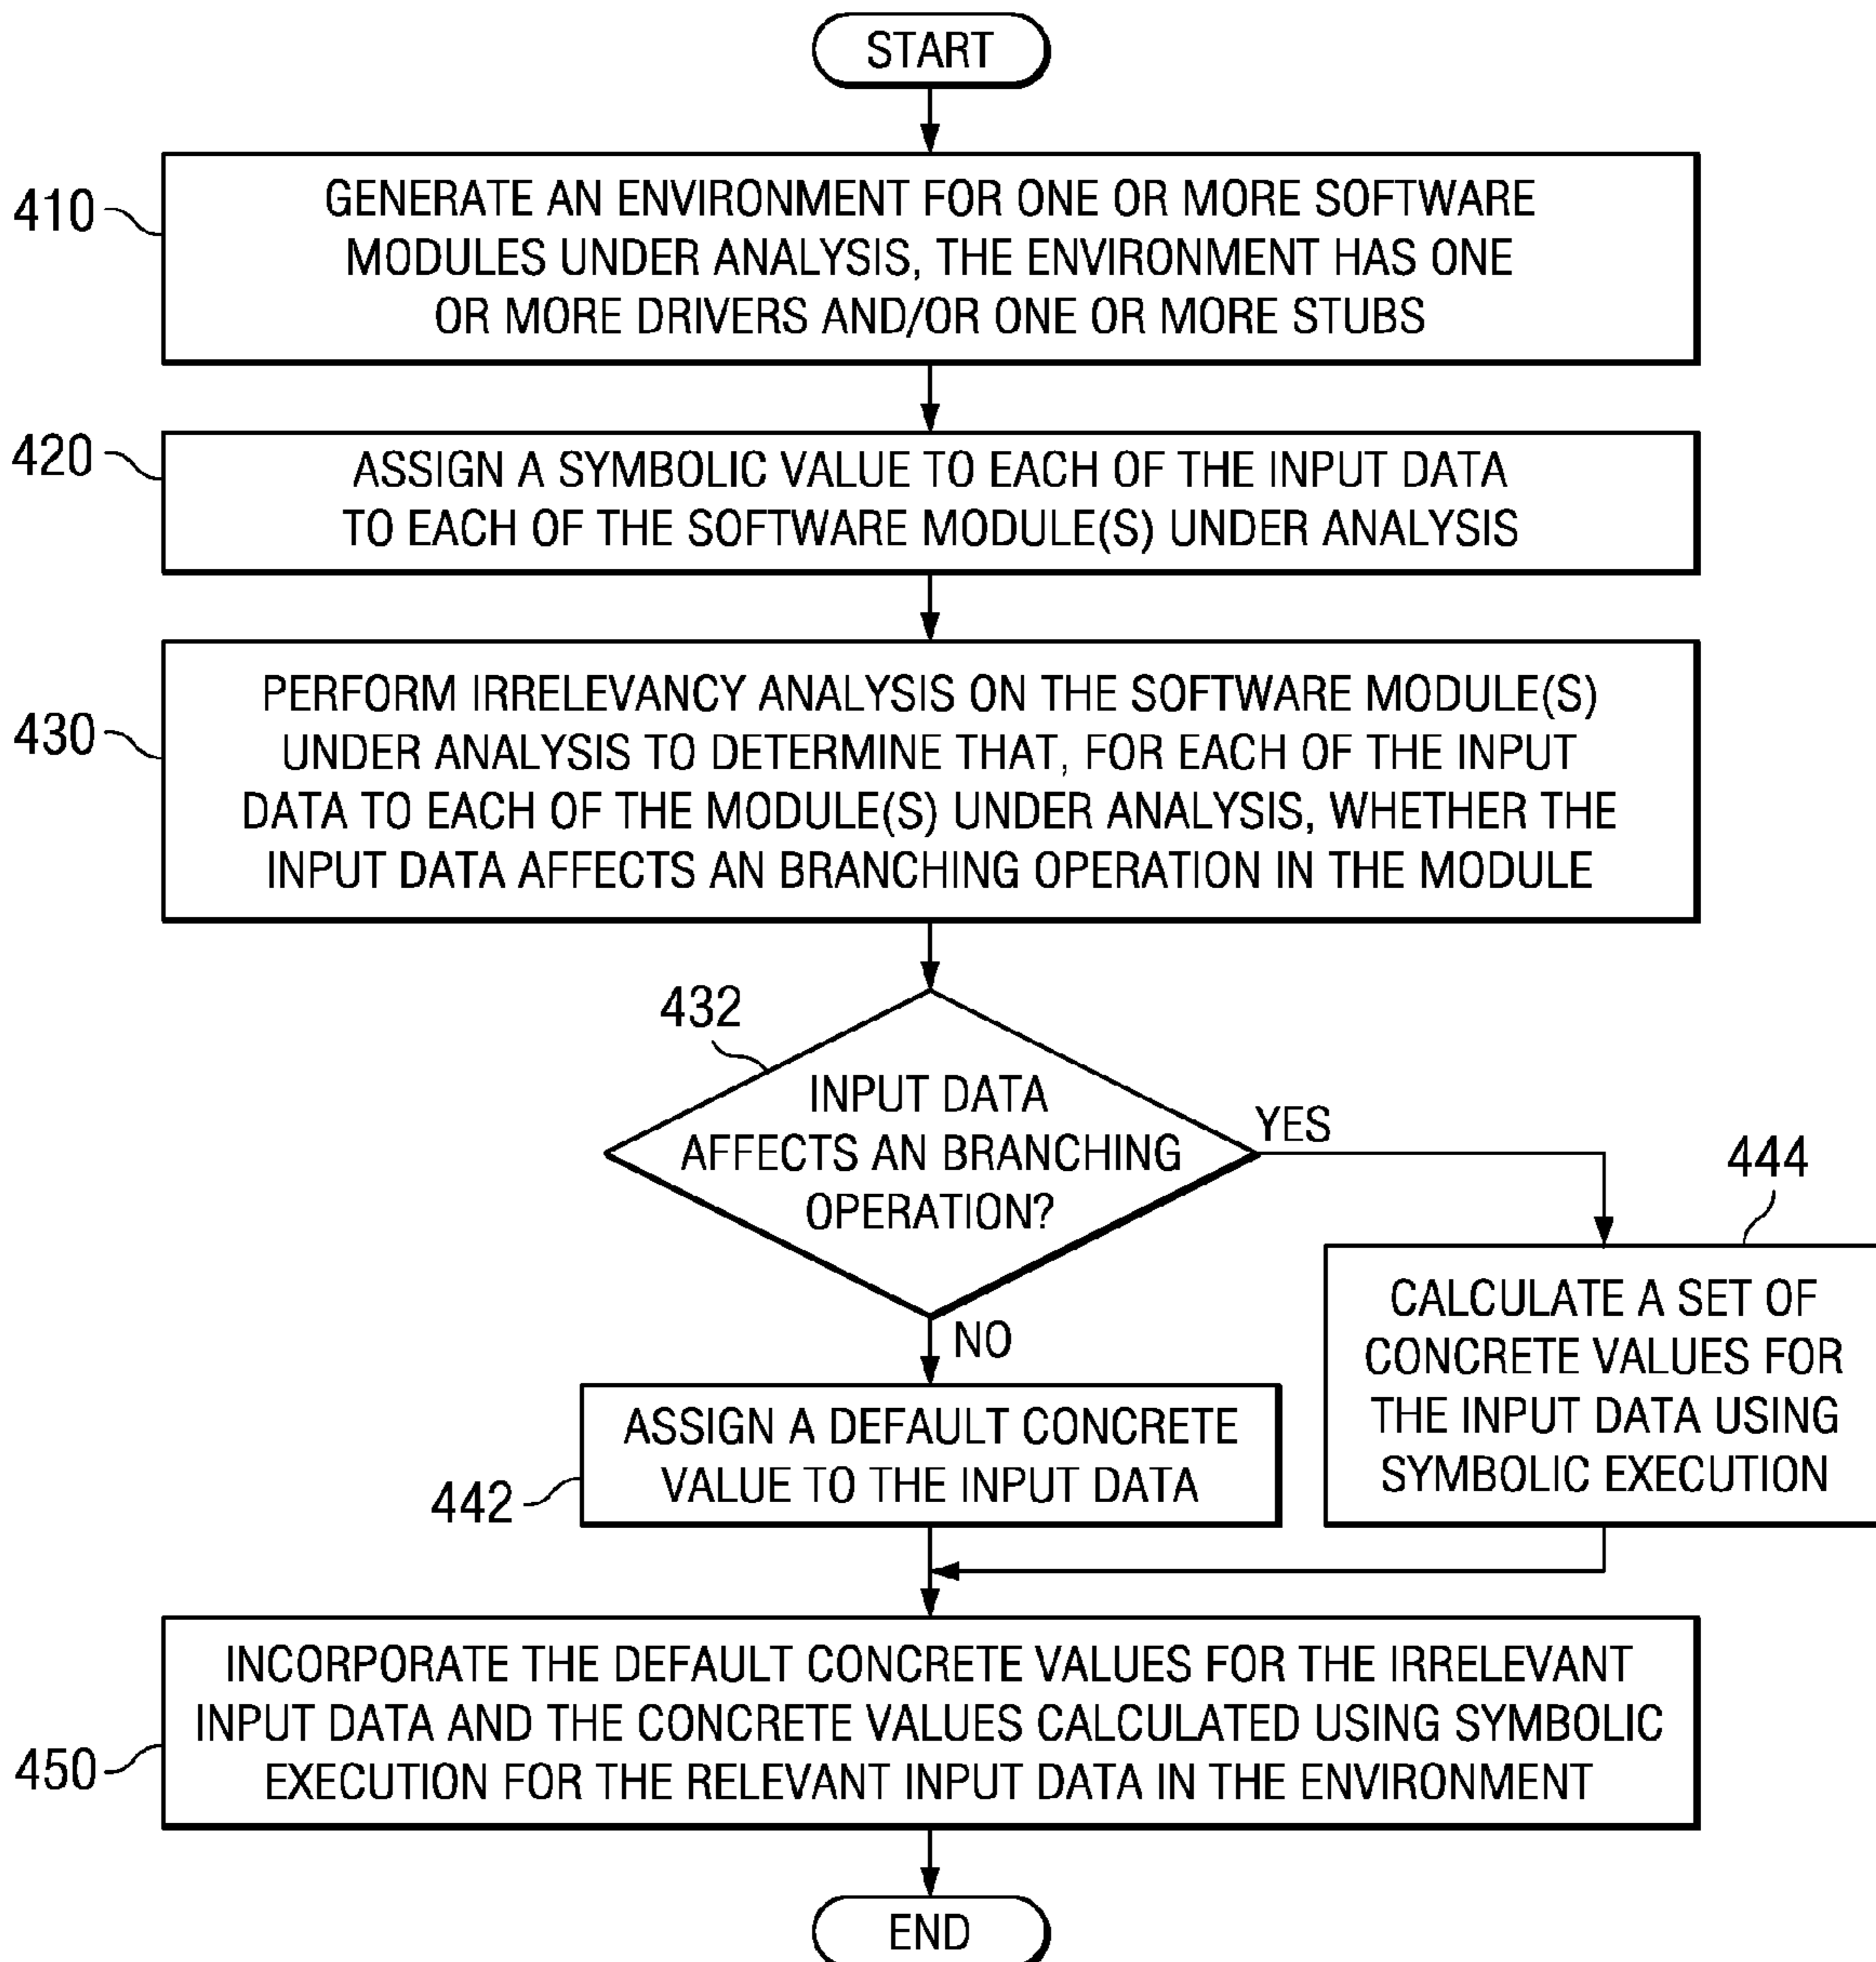 START
410
GENERATE AN ENVIRONMENT FOR ONE OR MORE SOFTWARE
MODULES UNDER ANALYSIS, THE ENVIRONMENT HAS ONE
OR MORE DRIVERS AND/OR ONE OR MORE STUBS
420
ASSIGN A SYMBOLIC VALUE TO EACH OF THE INPUT DATA
TO EACH OF THE SOFTWARE MODULE(S) UNDER ANALYSIS
430
PERFORM IRRELEVANCY ANALYSIS ON THE SOFTWARE MODULE(S)
UNDER ANALYSIS TO DETERMINE THAT, FOR EACH OF THE INPUT
DATA TO EACH OF THE MODULE(S) UNDER ANALYSIS, WHETHER THE
INPUT DATA AFFECTS AN BRANCHING OPERATION IN THE MODULE
432
INPUT DATA
AFFECTS AN BRANCHING
OPERATION?
YES
444
CALCULATE A SET OF
CONCRETE VALUES FOR
THE INPUT DATA USING
SYMBOLIC EXECUTION
NO
442
ASSIGN A DEFAULT CONCRETE
VALUE TO THE INPUT DATA
450
INCORPORATE THE DEFAULT CONCRETE VALUES FOR THE IRRELEVANT
INPUT DATA AND THE CONCRETE VALUES CALCULATED USING SYMBOLIC
EXECUTION FOR THE RELEVANT INPUT DATA IN THE ENVIRONMENT
END